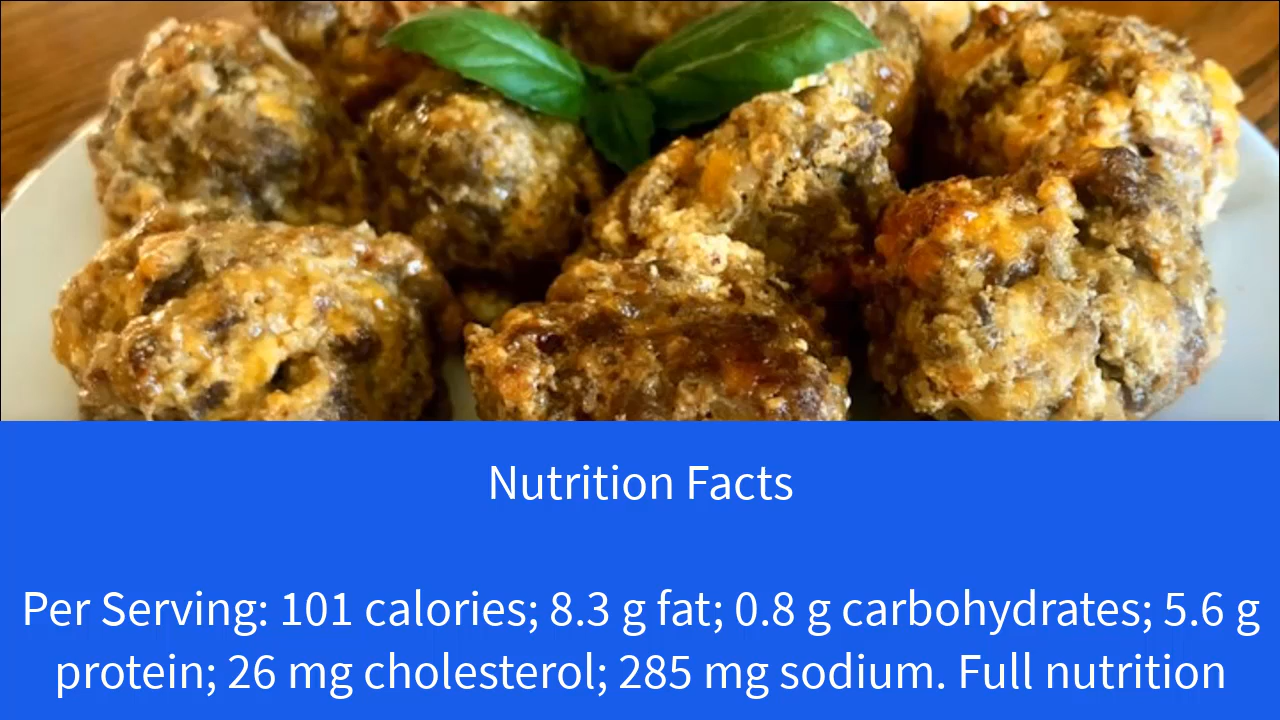 Nutrition Facts
Per Serving: 101 calories; 8.3 g fat; 0.8 g carbohydrates; 5.6 g
protein; 26 mg cholesterol; 285 mg sodium. Full nutrition